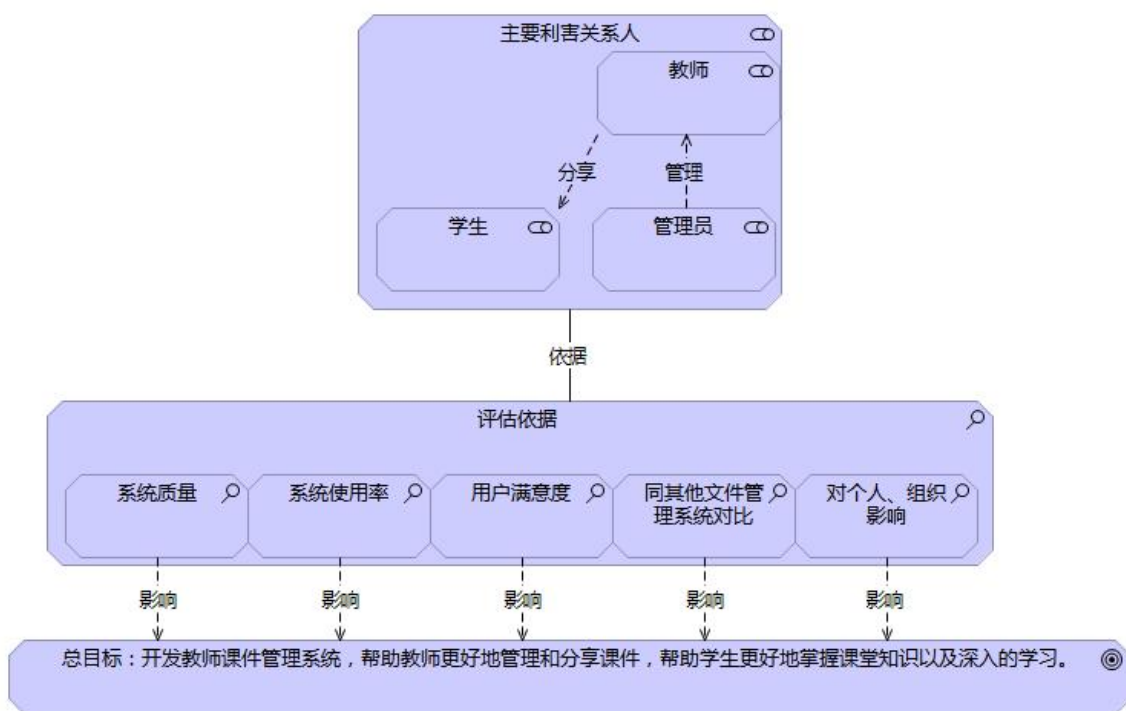 主要利害关系人
教师
分享
管理
学生
管理员
依据
评估依据
系统质量
系统使用率
用户满意度
同其他文件管
理系统对比
对个人、组织
影响
影响
影响
影响
影响
影响
总目标：开发教师课件管理系统，帮助教师更好地管理和分享课件，帮助学生更好地掌握课堂知识以及深入的学习。